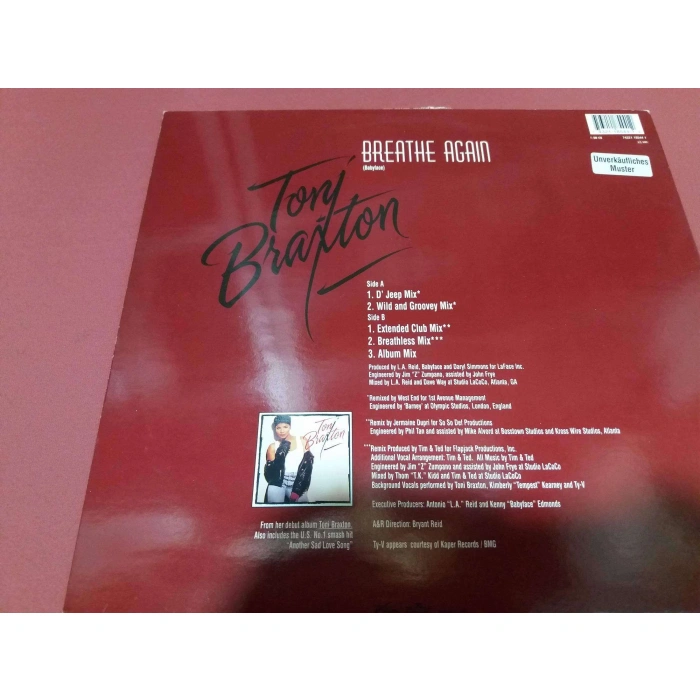 BREATHE AGAIN
(Babyface)
Unverkäufliches
Muster
Toni
Braxton
Side A
1. D' Jeep Mix*
2. Wild and Groovey Mix*
Side B
1. Extended Club Mix**
2. Breathless Mix***
3. Album Mix
Produced by L.A. Reid, Babyface and Daryl Simmons for LaFace Inc.
Engineered by Jim "Z" Zumpano, assisted by John Frye
Mixed by L.A. Reid and Dave Way at Studio LaCoCo, Atlanta, GA
*Remixed by West End for 1st Avenue Management
Engineered by 'Barney' at Olympic Studios, London, England
**Remix by Jermaine Dupri for So So Def Productions
Engineered by Phil Tan and assisted by Mike Alvord at Bosstown Studios and Kross Wire Studios, Atlanta
***Remix Produced by Tim & Ted for Flapjack Productions, Inc.
Additional Vocal Arrangement: Tim & Ted. All Music by Tim & Ted
Engineered by Jim "Z" Zumpano and assisted by John Frye at Studio LaCoCo
Mixed by Thom "T.K." Kidd and Tim & Ted at Studio LaCoCo
Background Vocals performed by Toni Braxton, Kimberly "Tempest" Kearney and Ty-V
Executive Producers: Antonio "L.A." Reid and Kenny "Babyface" Edmonds
A&R Direction: Bryant Reid
Ty-V appears courtesy of Kaper Records / BMG
Toni
Braxton
From her debut album Toni Braxton.
Also includes the U.S. No.1 smash hit
"Another Sad Love Song"